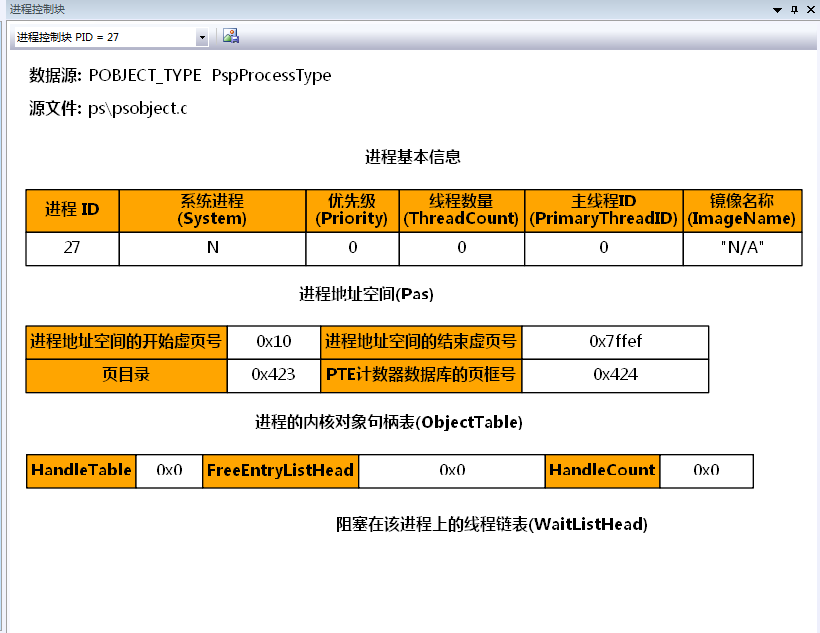 进程控制块
进程控制块 PID = 27
数据源: POBJECT_TYPE PspProcessType
源文件: ps\psobject.c
进程基本信息
进程 ID 系统进程 (System) 优先级 (Priority) 线程数量 (ThreadCount) 主线程ID (PrimaryThreadID) 镜像名称 (ImageName)
27 N 0 0 0 "N/A"
进程地址空间(Pas)
进程地址空间的开始虚页号 0x10 进程地址空间的结束虚页号 0x7ffef
页目录 0x423 PTE计数器数据库的页框号 0x424
进程的内核对象句柄表(ObjectTable)
HandleTable 0x0 FreeEntryListHead 0x0 HandleCount 0x0
阻塞在该进程上的线程链表(WaitListHead)